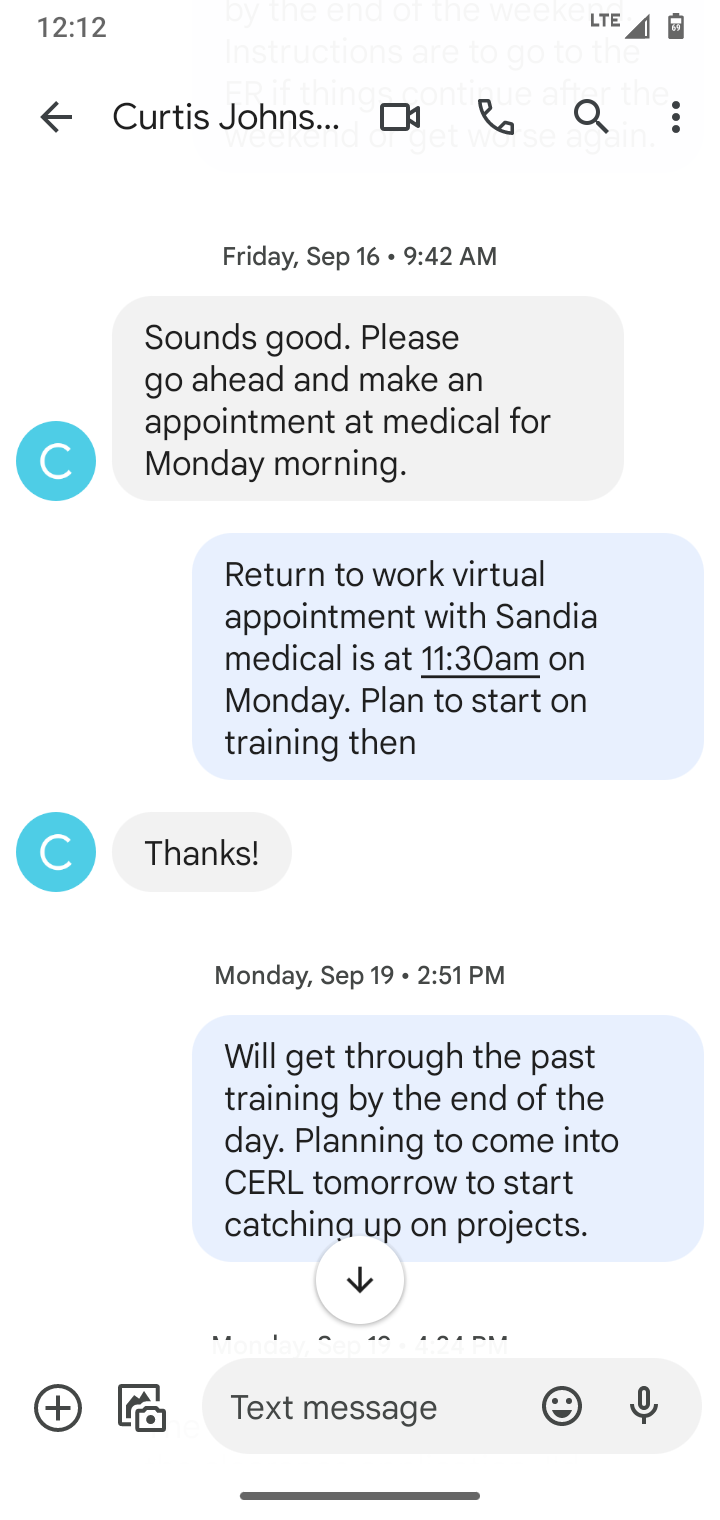 12:12
LTE
69
by the end of the weekend.
Instructions are to go to the
ER if things continue after the
weekend or get worse again.
Curtis Johns...
Friday, Sep 16 • 9:42 AM
Sounds good. Please
go ahead and make an
appointment at medical for
Monday morning.
C
Return to work virtual
appointment with Sandia
medical is at 11:30am on
Monday. Plan to start on
training then
C
Thanks!
Monday, Sep 19 • 2:51 PM
Will get through the past
training by the end of the
day. Planning to come into
CERL tomorrow to start
catching up on projects.
Monday, Sep 19 • 4:24 PM
Text message